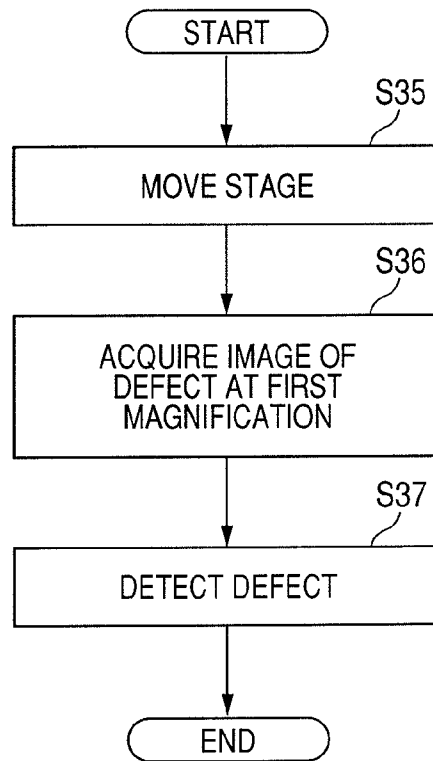 START
S35
MOVE STAGE
S36
ACQUIRE IMAGE OF
DEFECT AT FIRST
MAGNIFICATION
S37
DETECT DEFECT
END